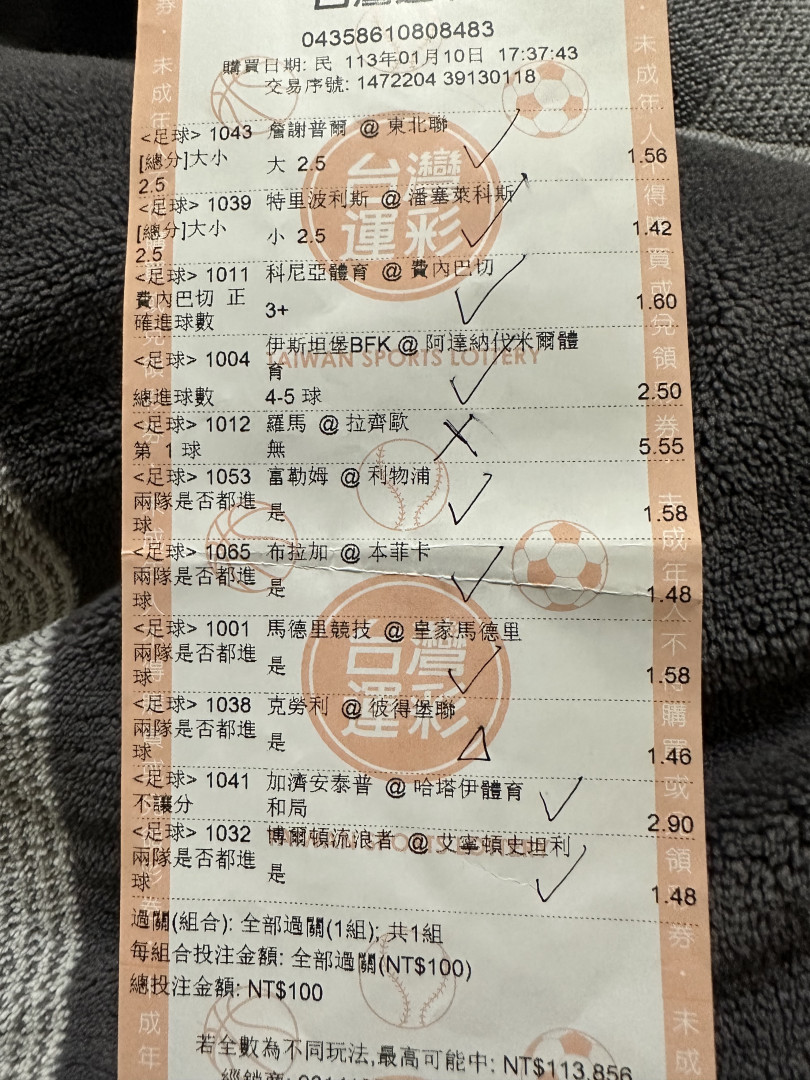 04358610808483
購買日期: 民 113年01月10日 17:37:43
交易序號: 1472204 39130118
<足球> 1043 詹謝普爾 @ 東北聯
[總分]大小 大 2.5 1.56
2.5
<足球> 1039 特里波利斯 @ 潘塞萊科斯
[總分]大小 小 2.5 1.42
2.5
<足球> 1011 科尼亞體育 @ 費內巴切
費內巴切 正 3+ 1.60
確進球數
<足球> 1004 伊斯坦堡BFK @ 阿達納代米爾體
育
總進球數 4-5 球 2.50
<足球> 1012 羅馬 @ 拉齊歐
第 1 球 無 5.55
<足球> 1053 富勒姆 @ 利物浦
兩隊是否都進 是 1.58
球
<足球> 1065 布拉加 @ 本菲卡
兩隊是否都進 是 1.48
球
<足球> 1001 馬德里競技 @ 皇家馬德里
兩隊是否都進 是 1.58
球
<足球> 1038 克勞利 @ 彼得堡聯
兩隊是否都進 是 1.46
球
<足球> 1041 加濟安泰普 @ 哈塔伊體育
不讓分 和局 2.90
<足球> 1032 博爾頓流浪者 @ 艾寧頓史坦利
兩隊是否都進 是 1.48
球
過關(組合): 全部過關(1組); 共1組
每組合投注金額: 全部過關(NT$100)
總投注金額: NT$100
若全數為不同玩法,最高可能中: NT$113,856
台灣
運彩
TAIWAN SPORTS LOTTERY
台灣
運彩